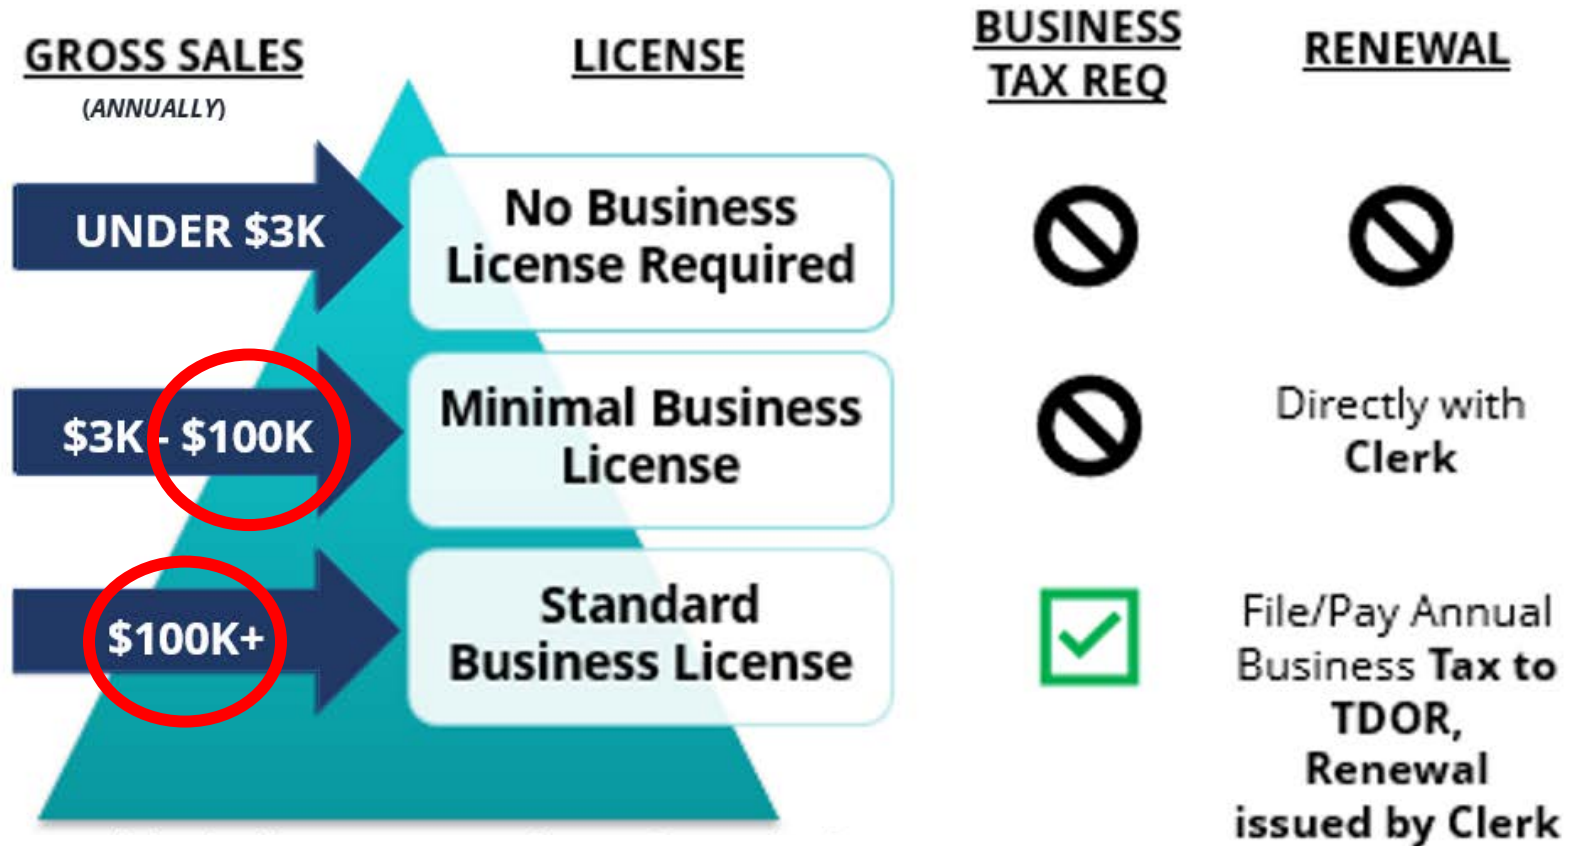 GROSS SALES
(ANNUALLY)
LICENSE
BUSINESS
TAX REQ
RENEWAL
UNDER $3K
No Business
License Required
$3K - $100K
Minimal Business
License
Directly with
Clerk
$100K+
Standard
Business License
File/Pay Annual
Business Tax to
TDOR,
Renewal
issued by Clerk